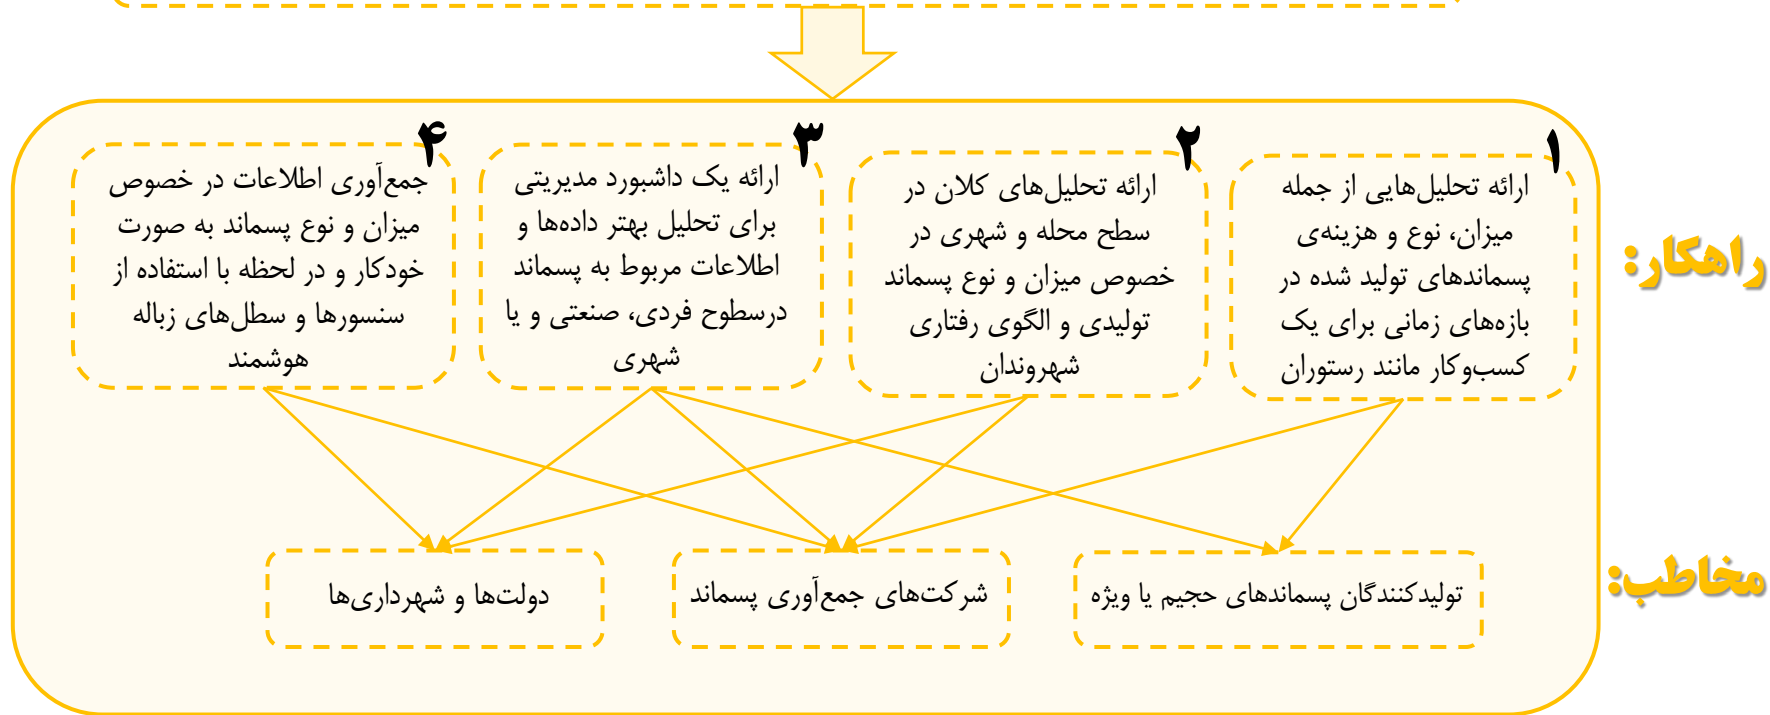 راهکار:
۱
ارائه تحلیل‌هایی از جمله
میزان، نوع و هزینه‌ی
پسماندهای تولید شده در
بازه‌های زمانی برای یک
کسب‌وکار مانند رستوران
۲
ارائه تحلیل‌های کلان در
سطح محله و شهری در
خصوص میزان و نوع پسماند
تولیدی و الگوی رفتاری
شهروندان
۳
ارائه یک داشبورد مدیریتی
برای تحلیل بهتر داده‌ها و
اطلاعات مربوط به پسماند
درسطوح فردی، صنعتی و یا
شهری
۴
جمع‌آوری اطلاعات در خصوص
میزان و نوع پسماند به صورت
خودکار و در لحظه با استفاده از
سنسورها و سطل‌های زباله
هوشمند
مخاطب:
تولیدکنندگان پسماندهای حجیم یا ویژه
شرکت‌های جمع‌آوری پسماند
دولت‌ها و شهرداری‌ها